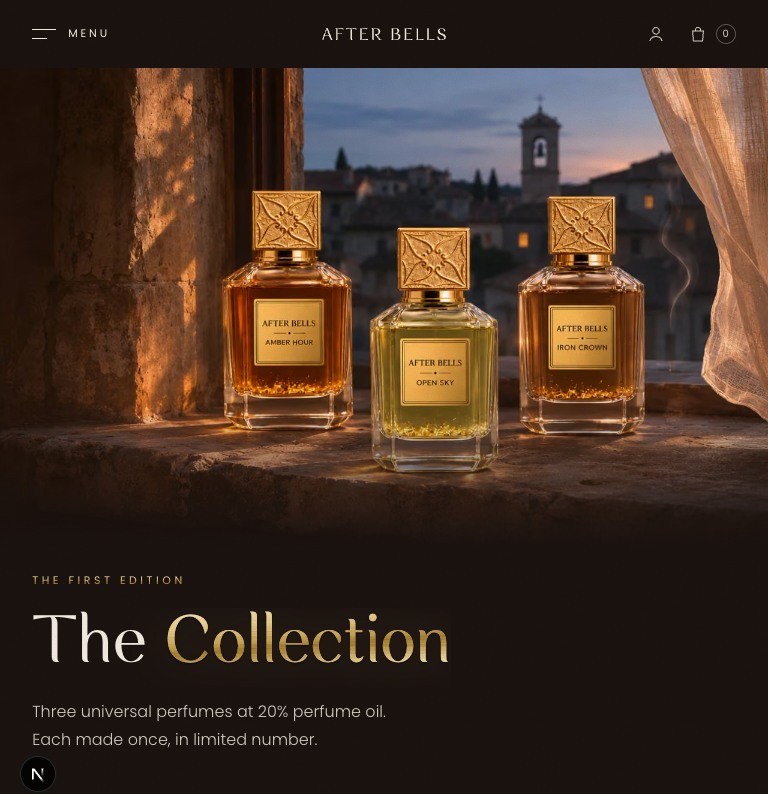 MENU
AFTER BELLS
0
AFTER BELLS
AMBER HOUR
AFTER BELLS
OPEN SKY
AFTER BELLS
IRON CROWN
THE FIRST EDITION
The Collection
Three universal perfumes at 20% perfume oil.
Each made once, in limited number.
N